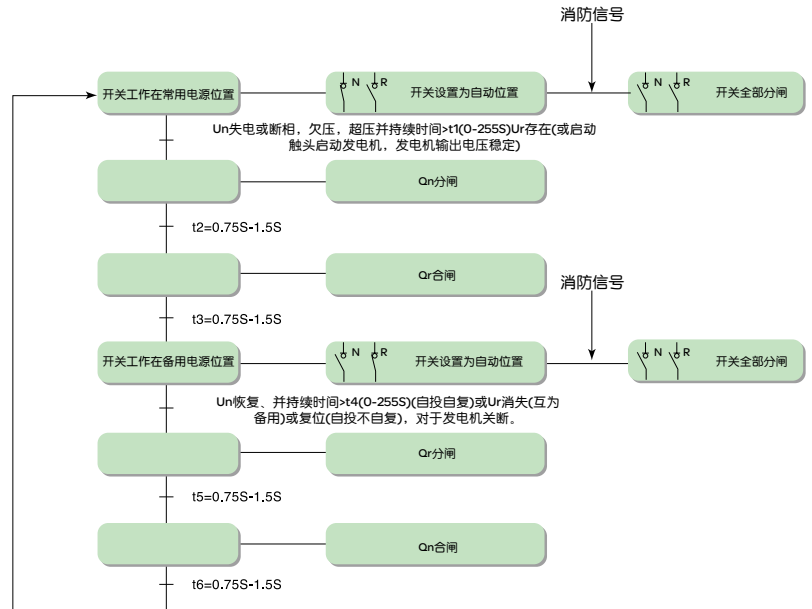 消防信号
开关工作在常用电源位置
N R 开关设置为自动位置
N R 开关全部分闸
Un失电或断相，欠压，超压并持续时间>t1(0-255S)Ur存在(或启动
触头启动发电机，发电机输出电压稳定)
Qn分闸
t2=0.75S-1.5S
Qr合闸
消防信号
t3=0.75S-1.5S
开关工作在备用电源位置
N R 开关设置为自动位置
N R 开关全部分闸
Un恢复、并持续时间>t4(0-255S)(自投自复)或Ur消失(互为
备用)或复位(自投不自复)，对于发电机关断。
Qr分闸
t5=0.75S-1.5S
Qn合闸
t6=0.75S-1.5S